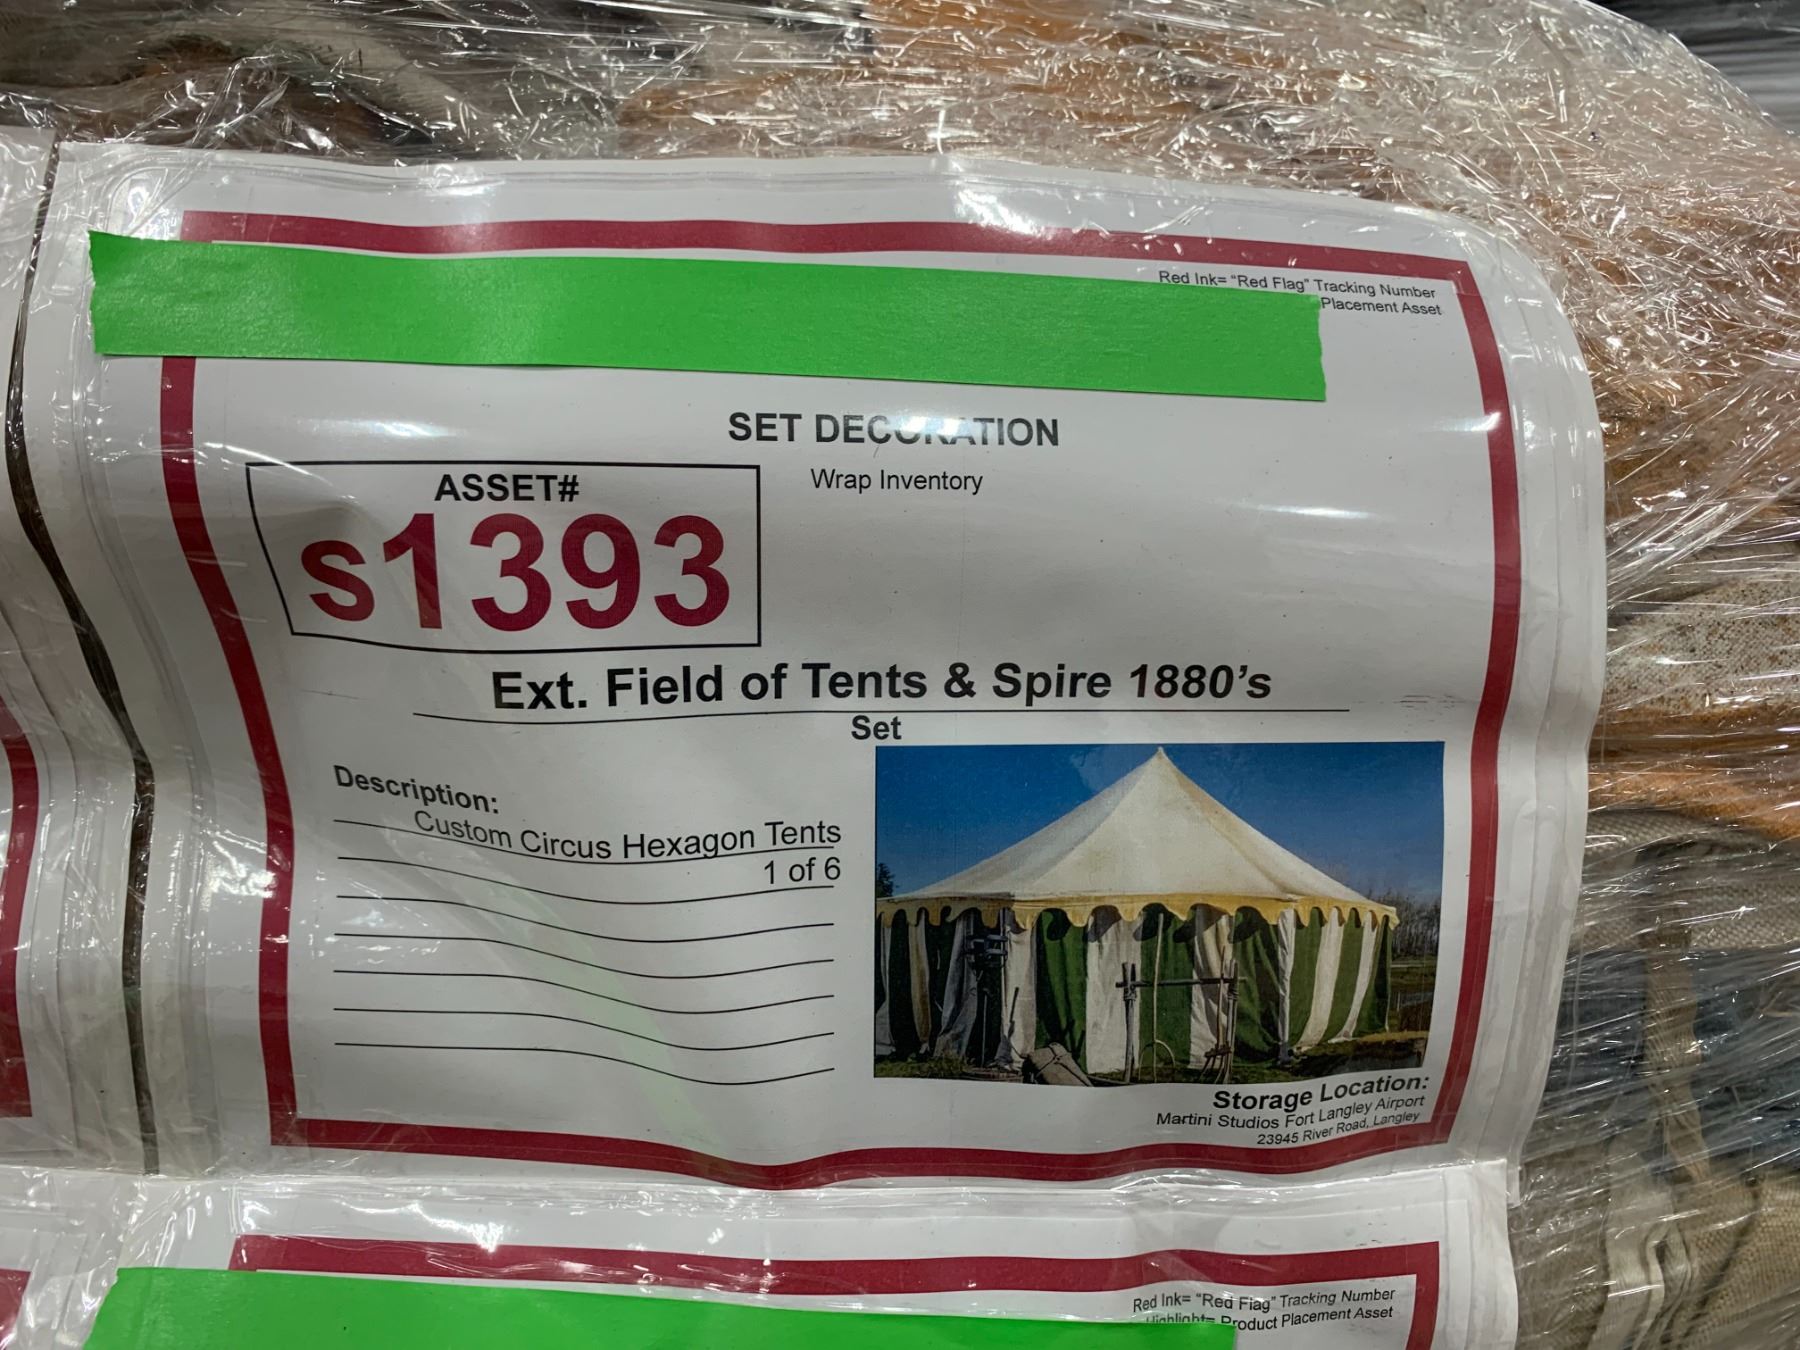 Red Ink= "Red Flag" Tracking Number
Placement Asset
SET DECORATION
Wrap Inventory
ASSET#
S1393
Ext. Field of Tents & Spire 1880's
Set
Description:
Custom Circus Hexagon Tents
1 of 6
Storage Location:
Martini Studios Fort Langley Airport
23945 River Road, Langley
Red Ink= "Red Flag" Tracking Number
Highlight= Product Placement Asset